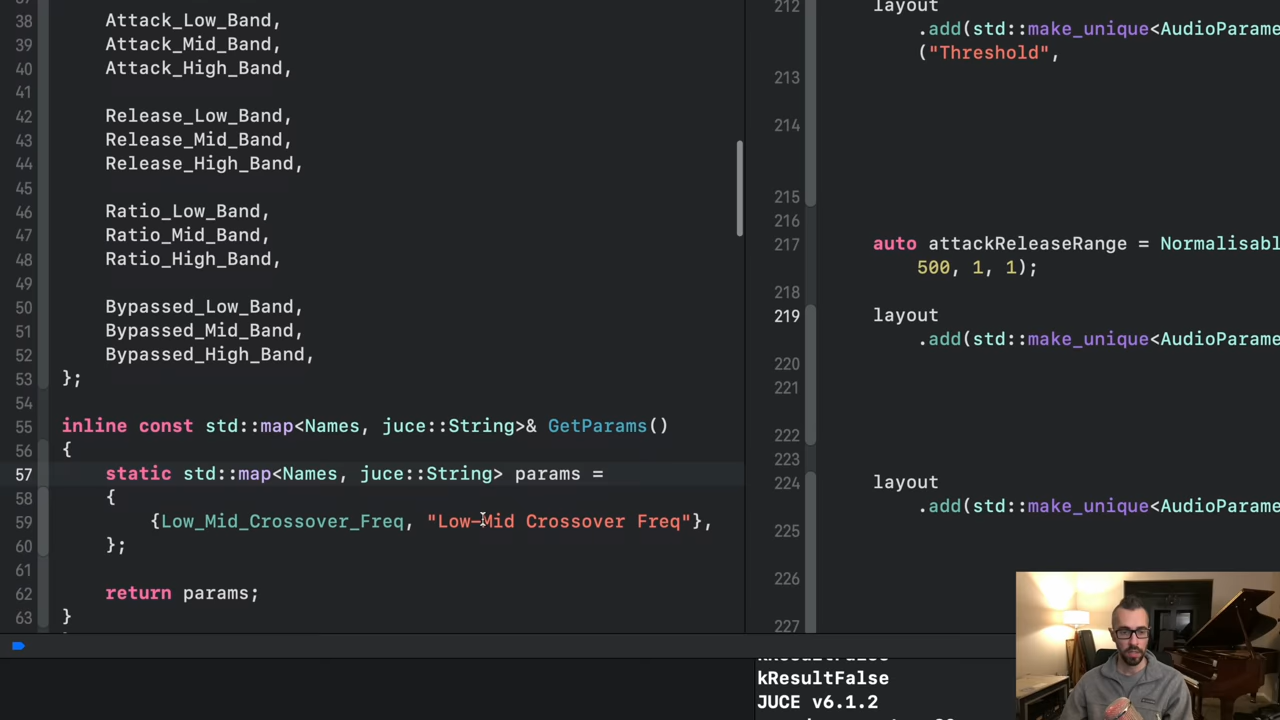 38 Attack_Low_Band,
39 Attack_Mid_Band,
40 Attack_High_Band,
41
42 Release_Low_Band,
43 Release_Mid_Band,
44 Release_High_Band,
45
46 Ratio_Low_Band,
47 Ratio_Mid_Band,
48 Ratio_High_Band,
49
50 Bypassed_Low_Band,
51 Bypassed_Mid_Band,
52 Bypassed_High_Band,
53 };
54
55 inline const std::map<Names, juce::String>& GetParams()
56 {
57 static std::map<Names, juce::String> params =
58 {
59 {Low_Mid_Crossover_Freq, "Low-Mid Crossover Freq"},
60 };
61
62 return params;
63 }
212 layout
.add(std::make_unique<AudioParame
("Threshold",
213
214
215
216
217 auto attackReleaseRange = Normalisabl
500, 1, 1);
218
219 layout
.add(std::make_unique<AudioParame
220
221
222
223
224 layout
.add(std::make_unique<AudioParame
225
226
227
kResultFalse
kResultFalse
JUCE v6.1.2